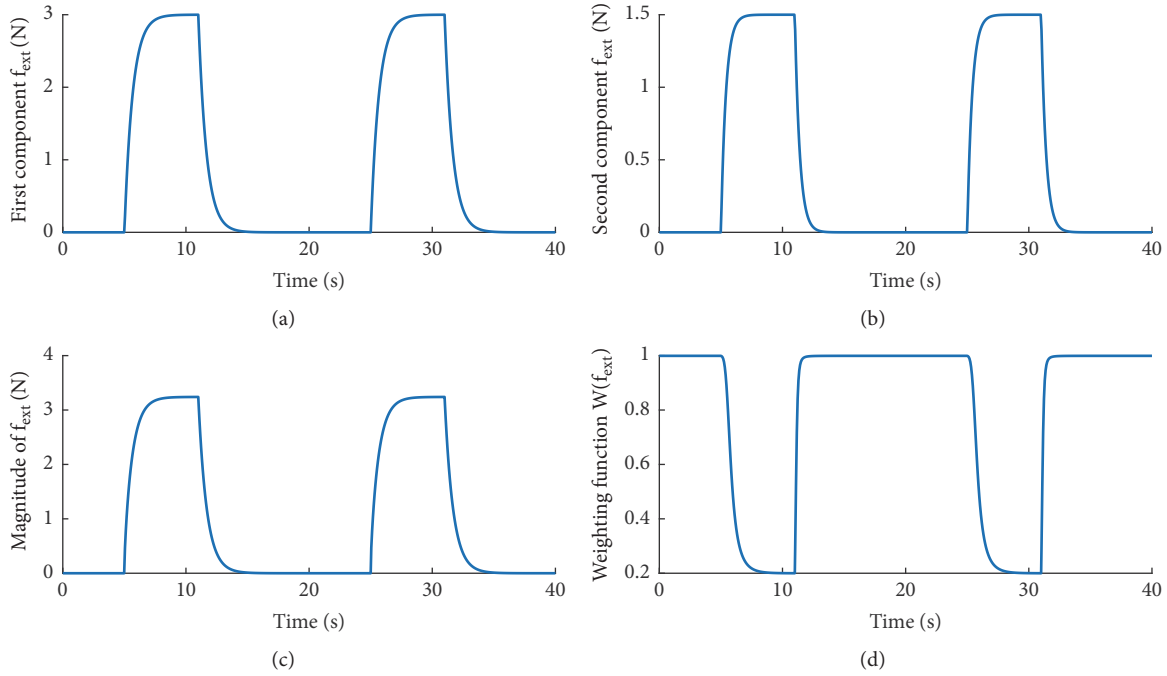 First component f_ext (N)
3
2
1
0
0 10 20 30 40
Time (s)
(a)
Second component f_ext (N)
1.5
1
0.5
0
0 10 20 30 40
Time (s)
(b)
Magnitude of f_ext (N)
4
3
2
1
0
0 10 20 30 40
Time (s)
(c)
Weighting function W(f_ext)
1
0.8
0.6
0.4
0.2
0 10 20 30 40
Time (s)
(d)